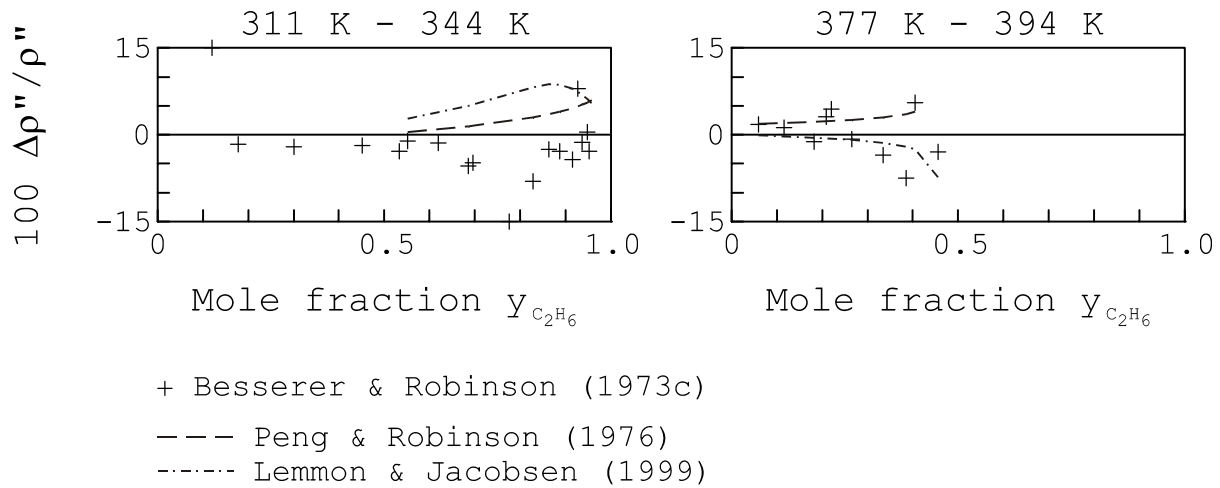 311 K - 344 K
377 K - 394 K
100 Δρ"/ρ"
15
0
-15
0
0.5
1.0
15
0
-15
0
0.5
1.0
Mole fraction y C₂H₆
Mole fraction y C₂H₆
+ Besserer & Robinson (1973c)
Peng & Robinson (1976)
Lemmon & Jacobsen (1999)